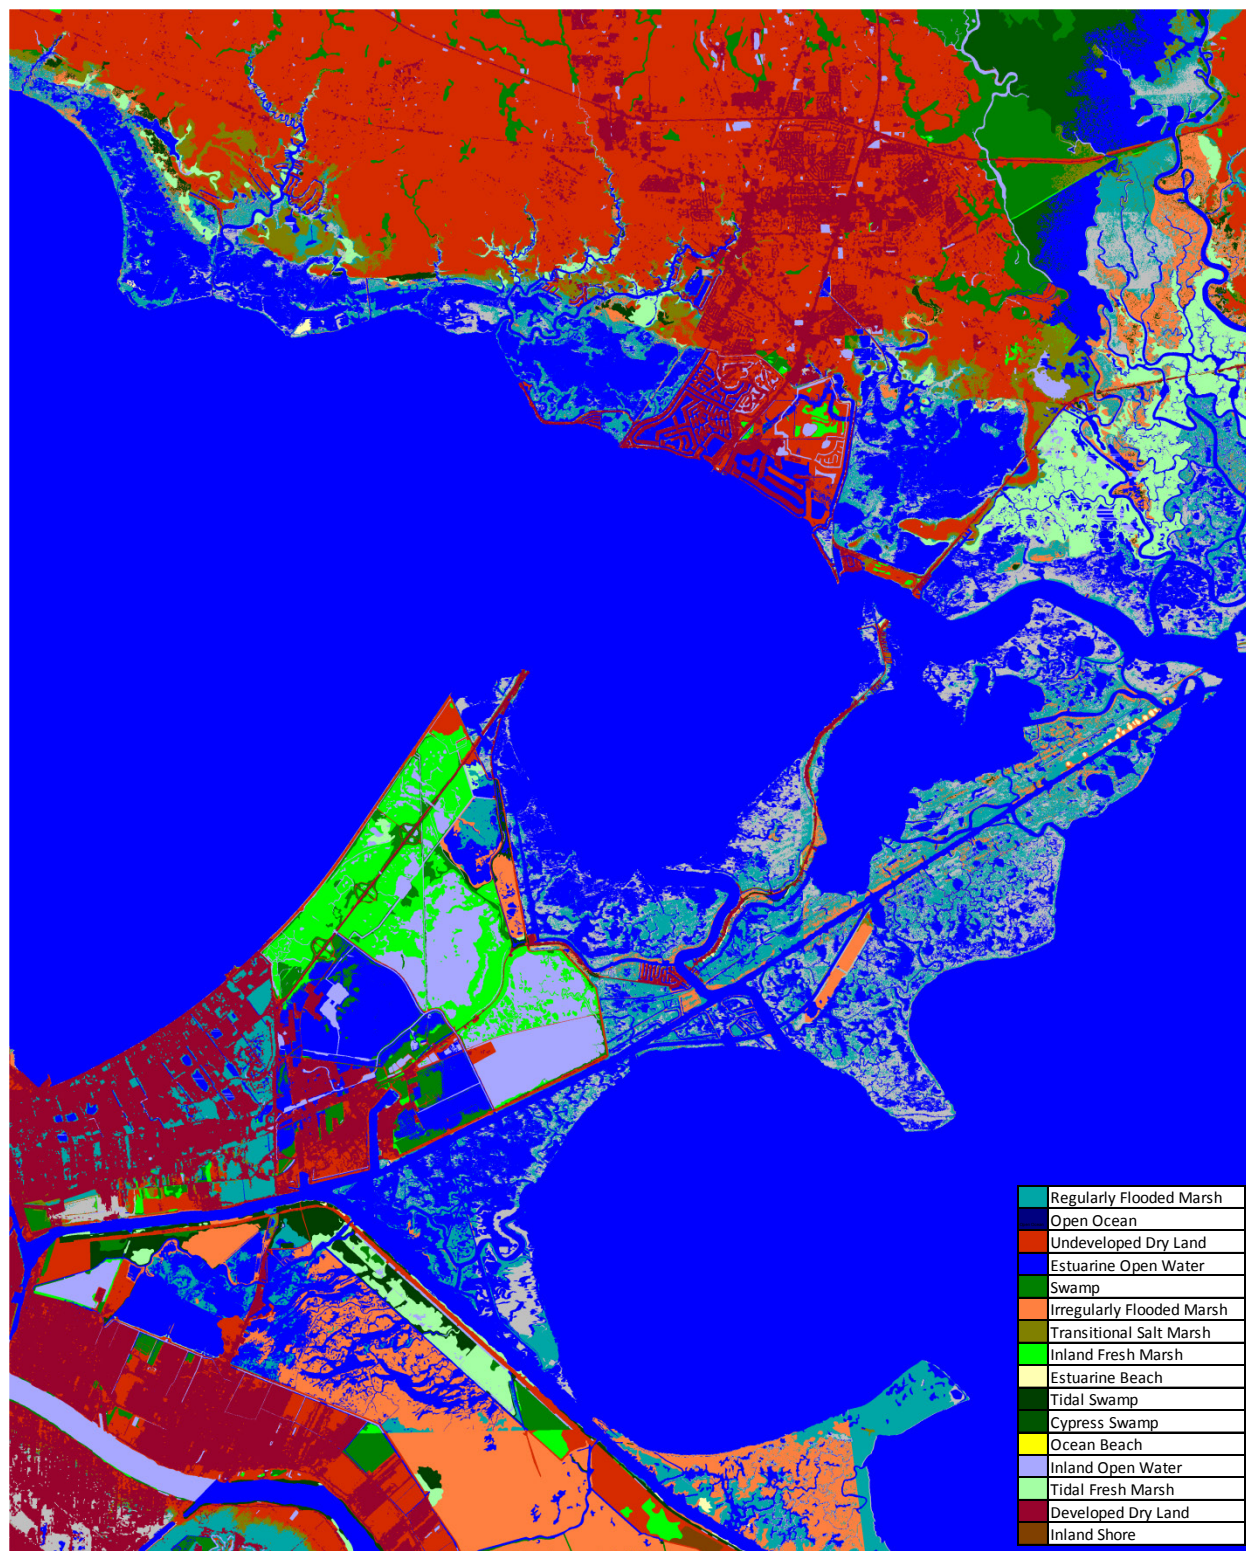 Regularly Flooded Marsh
Open Ocean
Undeveloped Dry Land
Estuarine Open Water
Swamp
Irregularly Flooded Marsh
Transitional Salt Marsh
Inland Fresh Marsh
Estuarine Beach
Tidal Swamp
Cypress Swamp
Ocean Beach
Inland Open Water
Tidal Fresh Marsh
Developed Dry Land
Inland Shore